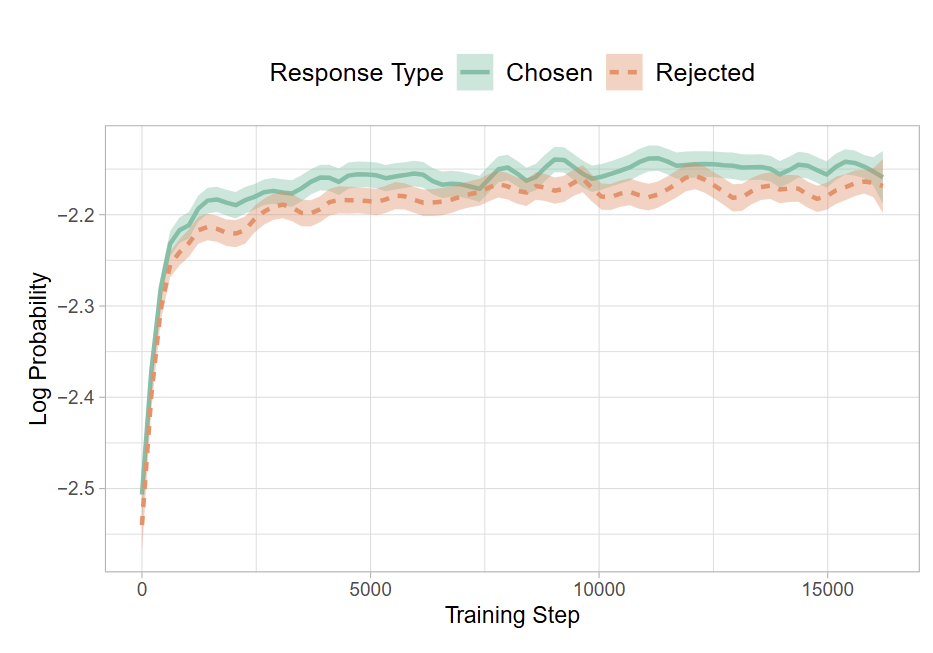 Response Type Chosen Rejected
−2.2
−2.3
−2.4
−2.5
Log Probability
0 5000 10000 15000
Training Step